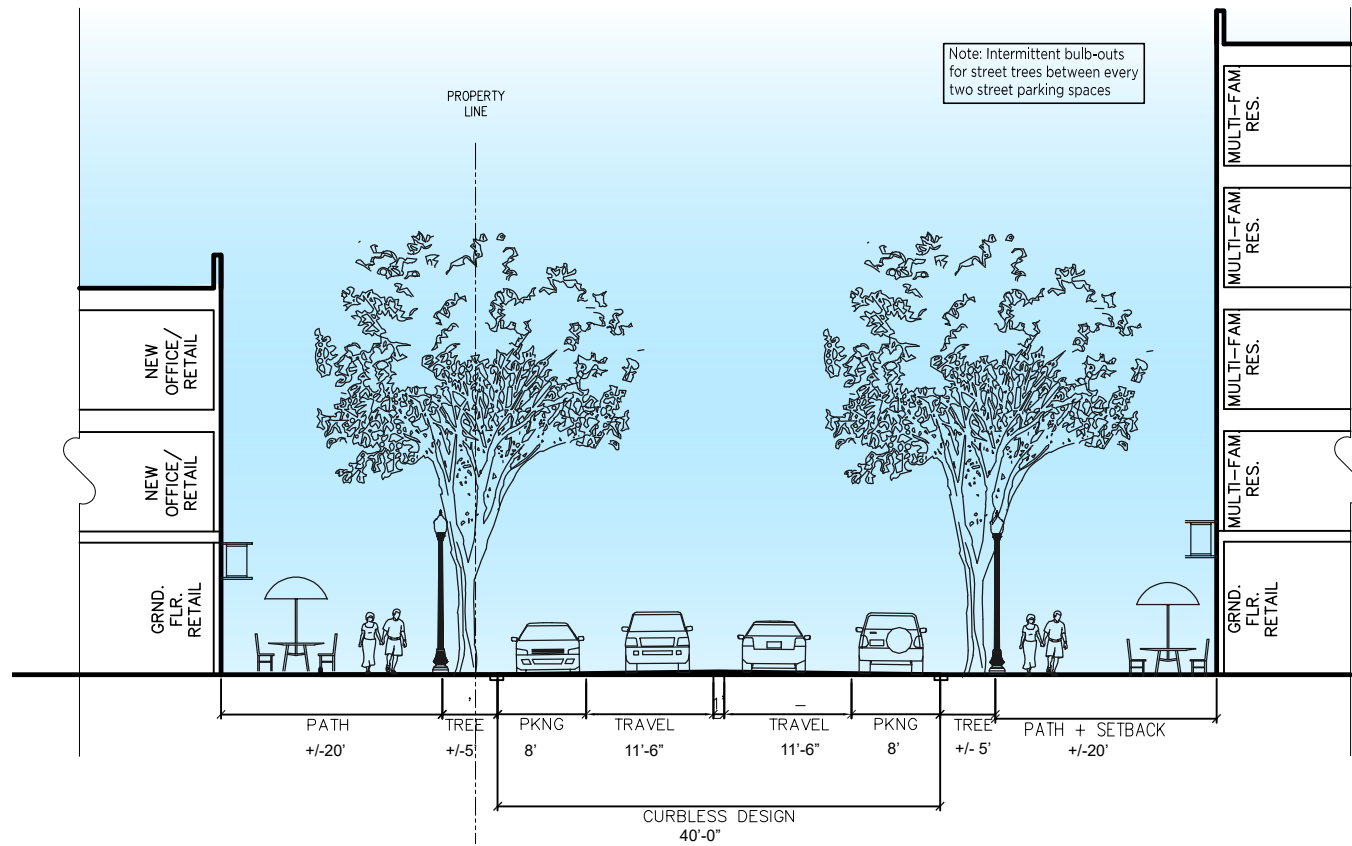 Note: Intermittent bulb-outs
for street trees between every
two street parking spaces
PROPERTY
LINE
MULTI-FAM.
RES.
MULTI-FAM.
RES.
MULTI-FAM.
RES.
MULTI-FAM.
RES.
GRND.
FLR.
RETAIL
NEW
OFFICE/
RETAIL
NEW
OFFICE/
RETAIL
GRND.
FLR.
RETAIL
PATH
+/-20'
TREE
+/-5'
PKNG
8'
TRAVEL
11'-6"
1'
TRAVEL
11'-6"
PKNG
8'
TREE
+/- 5'
PATH + SETBACK
+/-20'
CURBLESS DESIGN
40'-0"